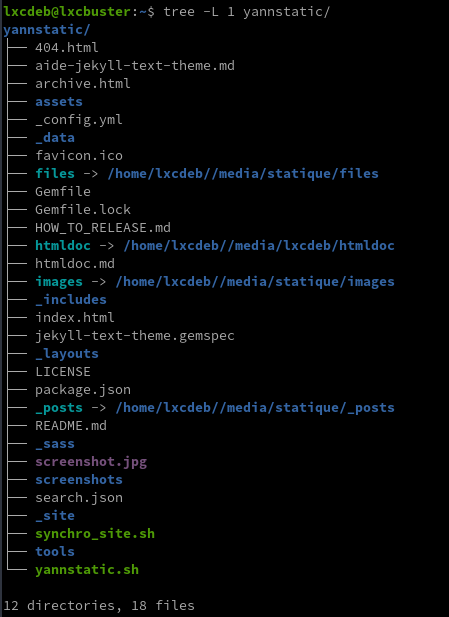 lxcdeb@lxcbuster:~$ tree -L 1 yannstatic/
yannstatic/
├── 404.html
├── aide-jekyll-text-theme.md
├── archive.html
├── assets
├── _config.yml
├── _data
├── favicon.ico
├── files -> /home/lxcdeb//media/statique/files
├── Gemfile
├── Gemfile.lock
├── HOW_TO_RELEASE.md
├── htmldoc -> /home/lxcdeb//media/lxcdeb/htmldoc
├── htmldoc.md
├── images -> /home/lxcdeb//media/statique/images
├── _includes
├── index.html
├── jekyll-text-theme.gemspec
├── _layouts
├── LICENSE
├── package.json
├── _posts -> /home/lxcdeb//media/statique/_posts
├── README.md
├── _sass
├── screenshot.jpg
├── screenshots
├── search.json
├── _site
├── synchro_site.sh
├── tools
└── yannstatic.sh
12 directories, 18 files